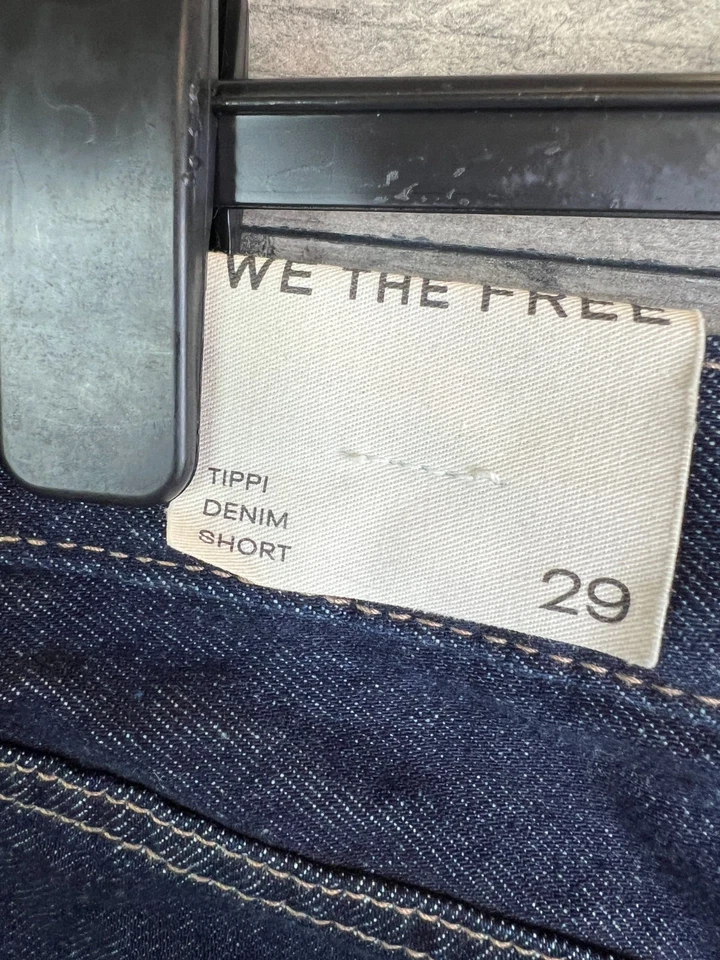 WE THE FREE
TIPPI
DENIM
SHORT
29